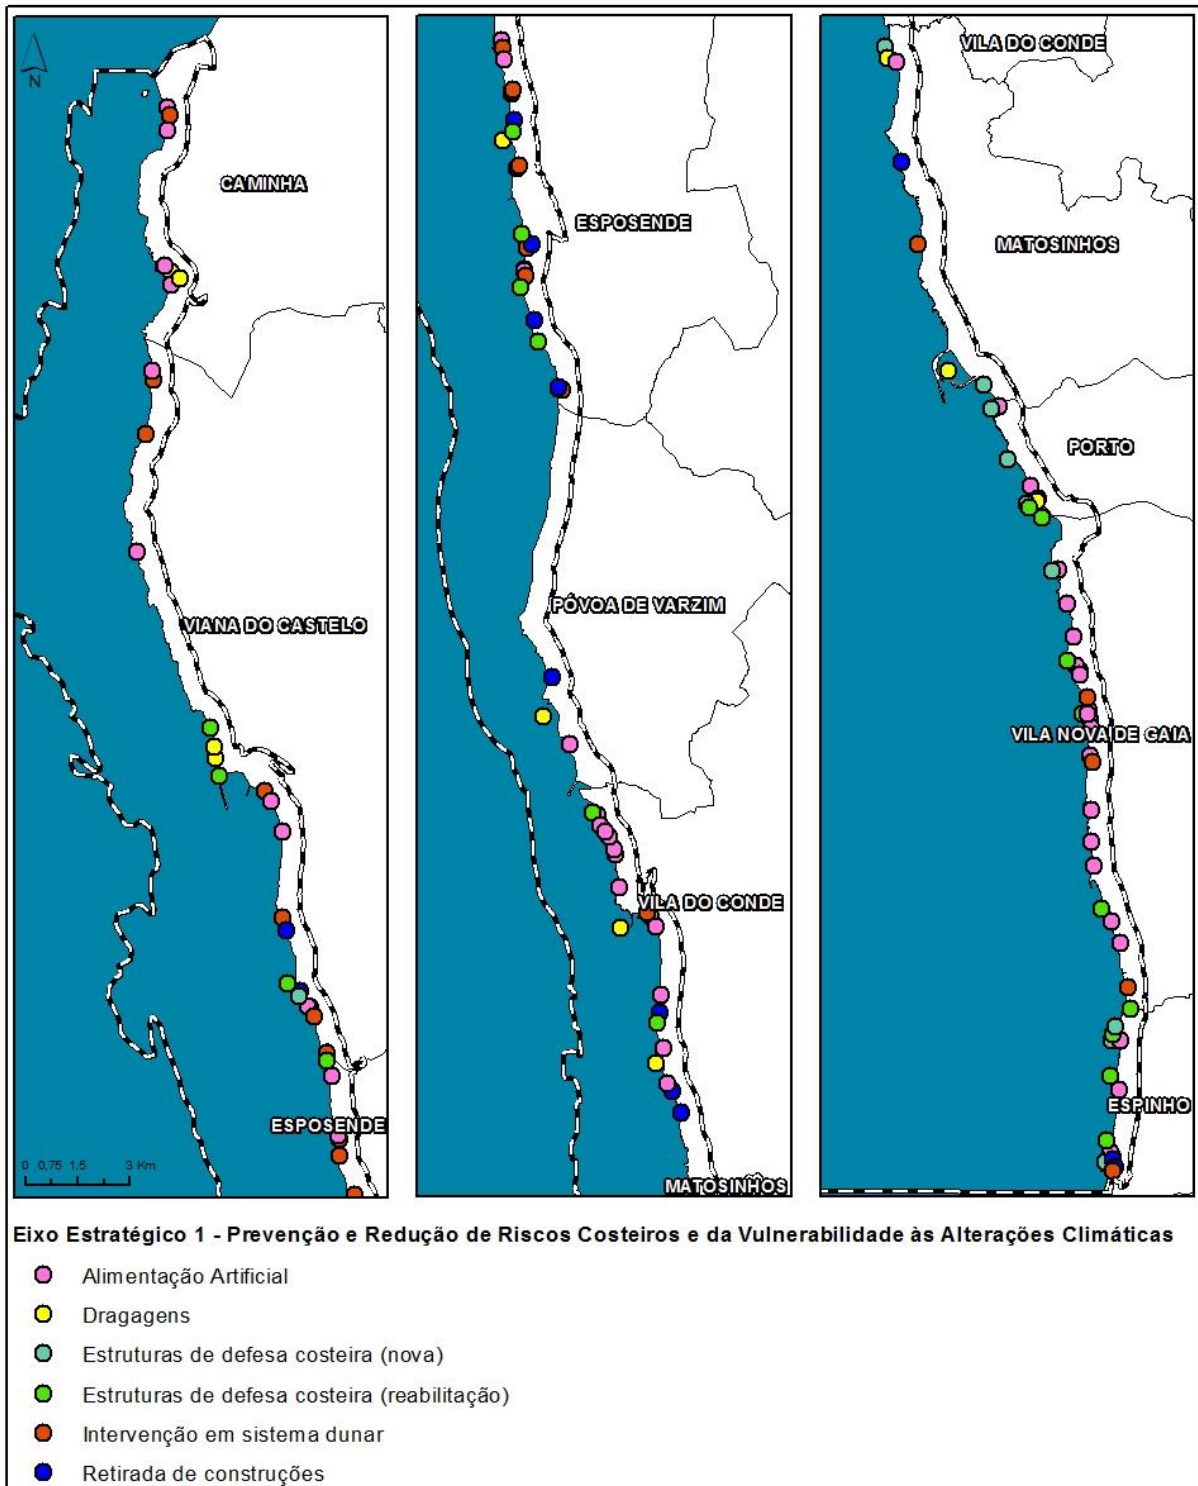 N
CAMINHA
VIANA DO CASTELO
ESPOSENDE
0 0,75 1,5 3 Km
ESPOSENDE
PÓVOA DE VARZIM
VILA DO CONDE
MATOSINHOS
VILA DO CONDE
MATOSINHOS
PORTO
VILA NOVA DE GAIA
ESPINHO
Eixo Estratégico 1 - Prevenção e Redução de Riscos Costeiros e da Vulnerabilidade às Alterações Climáticas
Alimentação Artificial
Dragagens
Estruturas de defesa costeira (nova)
Estruturas de defesa costeira (reabilitação)
Intervenção em sistema dunar
Retirada de construções